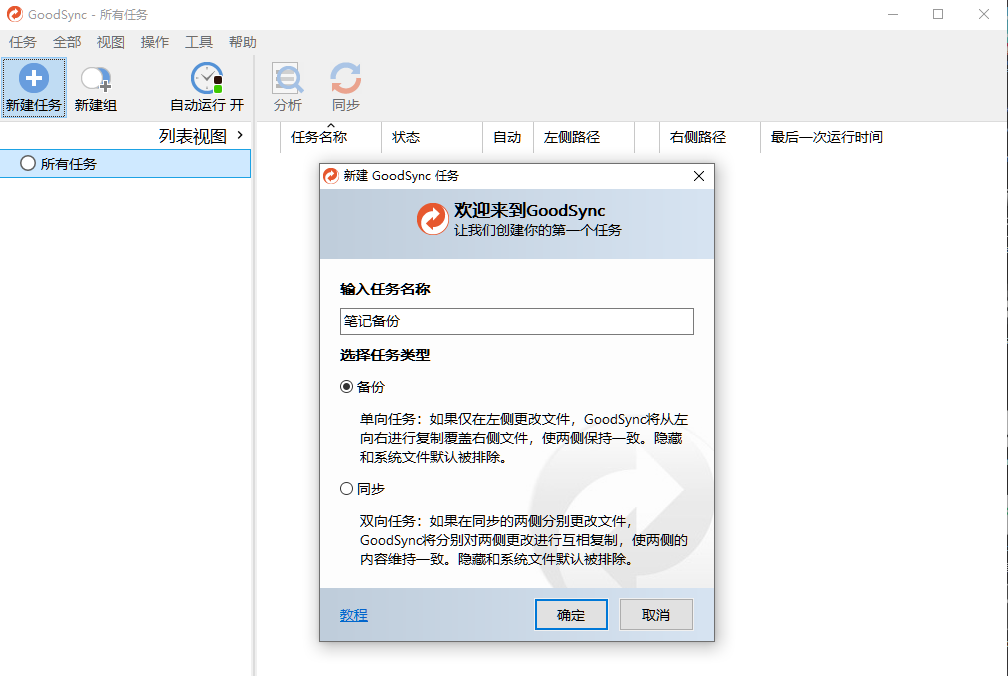 GoodSync - 所有任务
任务 全部 视图 操作 工具 帮助
新建任务 新建组 自动运行 开 分析 同步
列表视图 >
任务名称 状态 自动 左侧路径 右侧路径 最后一次运行时间
所有任务
新建 GoodSync 任务
欢迎来到GoodSync
让我们创建你的第一个任务
输入任务名称
笔记备份
选择任务类型
备份
单向任务：如果仅在左侧更改文件，GoodSync将从左
向右进行复制覆盖右侧文件，使两侧保持一致。隐藏
和系统文件默认被排除。
同步
双向任务：如果在同步的两侧分别更改文件，
GoodSync将分别对两侧更改进行互相复制，使两侧的
内容维持一致。隐藏和系统文件默认被排除。
教程 确定 取消